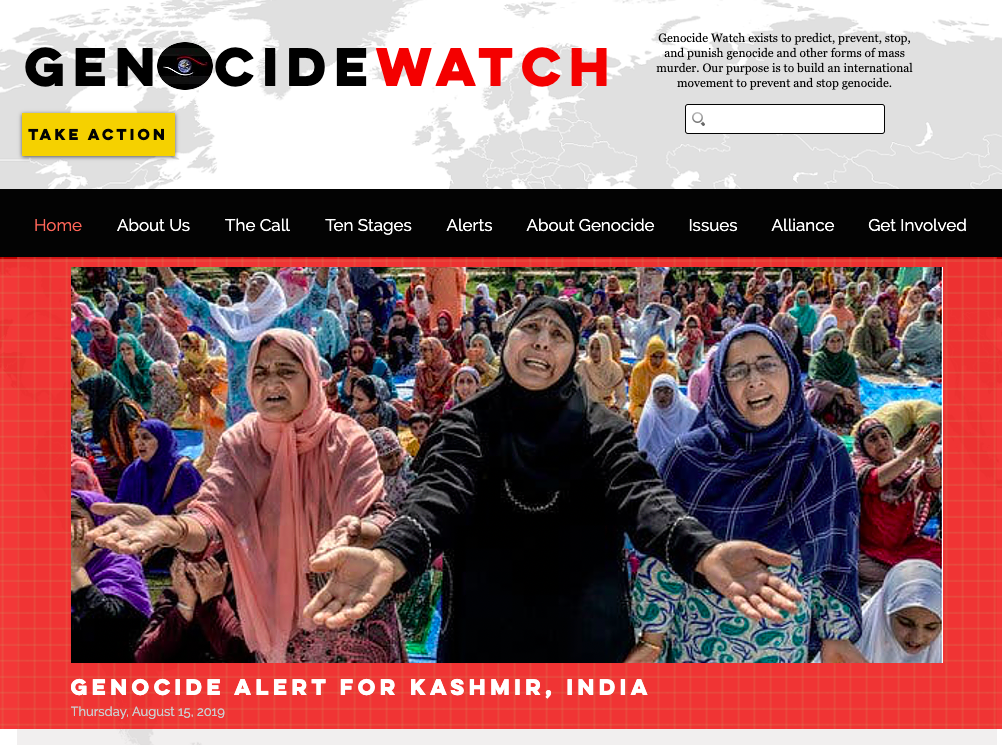 GENOCIDEWATCH
Genocide Watch exists to predict, prevent, stop,
and punish genocide and other forms of mass
murder. Our purpose is to build an international
movement to prevent and stop genocide.
TAKE ACTION
Home About Us The Call Ten Stages Alerts About Genocide Issues Alliance Get Involved
GENOCIDE ALERT FOR KASHMIR, INDIA
Thursday, August 15, 2019